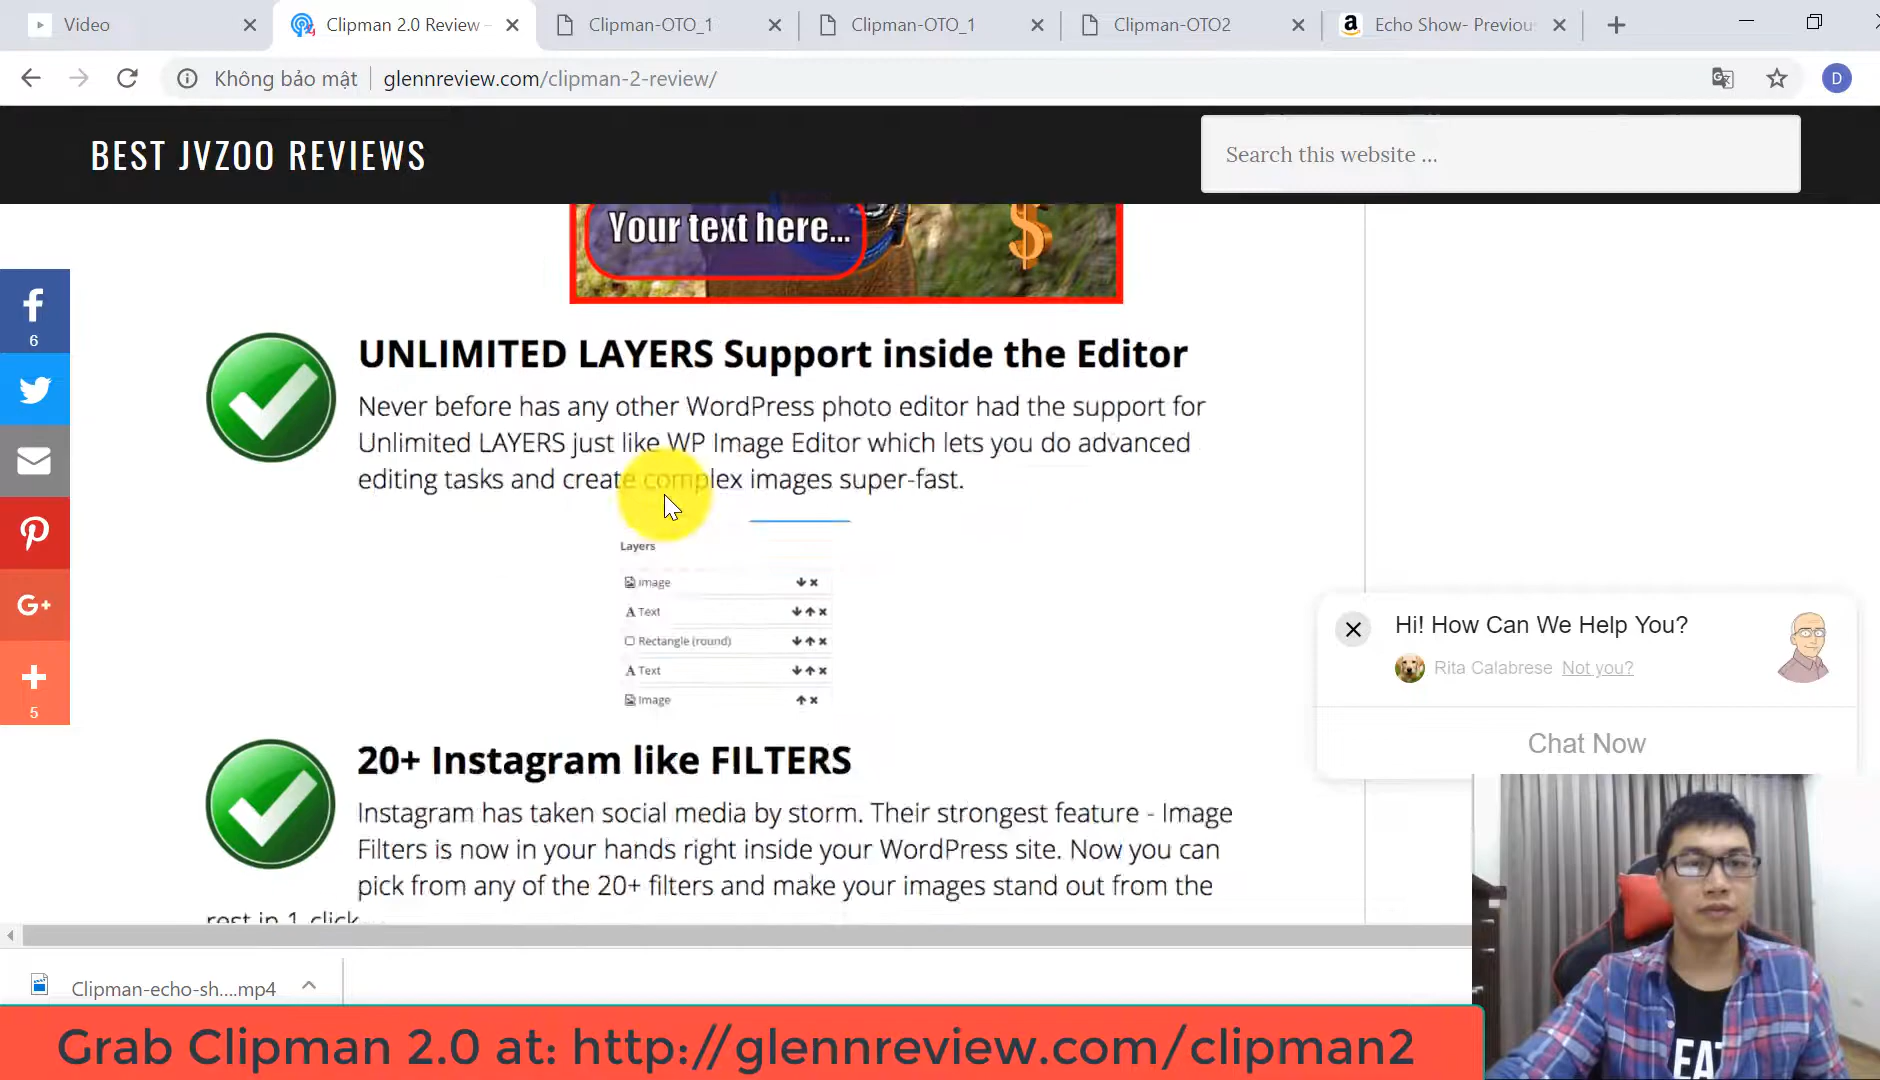 Video
Clipman 2.0 Review –
Clipman-OTO_1
Clipman-OTO_1
Clipman-OTO2
Echo Show- Previou
Không bảo mật
glennreview.com/clipman-2-review/
D
BEST JVZOO REVIEWS
Search this website ...
Your text here...
$
6
5
UNLIMITED LAYERS Support inside the Editor
Never before has any other WordPress photo editor had the support for
Unlimited LAYERS just like WP Image Editor which lets you do advanced
editing tasks and create complex images super-fast.
Layers
Image
A Text
Rectangle (round)
A Text
Image
20+ Instagram like FILTERS
Instagram has taken social media by storm. Their strongest feature - Image
Filters is now in your hands right inside your WordPress site. Now you can
pick from any of the 20+ filters and make your images stand out from the
rest in 1 click
Hi! How Can We Help You?
Rita Calabrese Not you?
Chat Now
Clipman-echo-sh....mp4
EAT
Grab Clipman 2.0 at: http://glennreview.com/clipman2